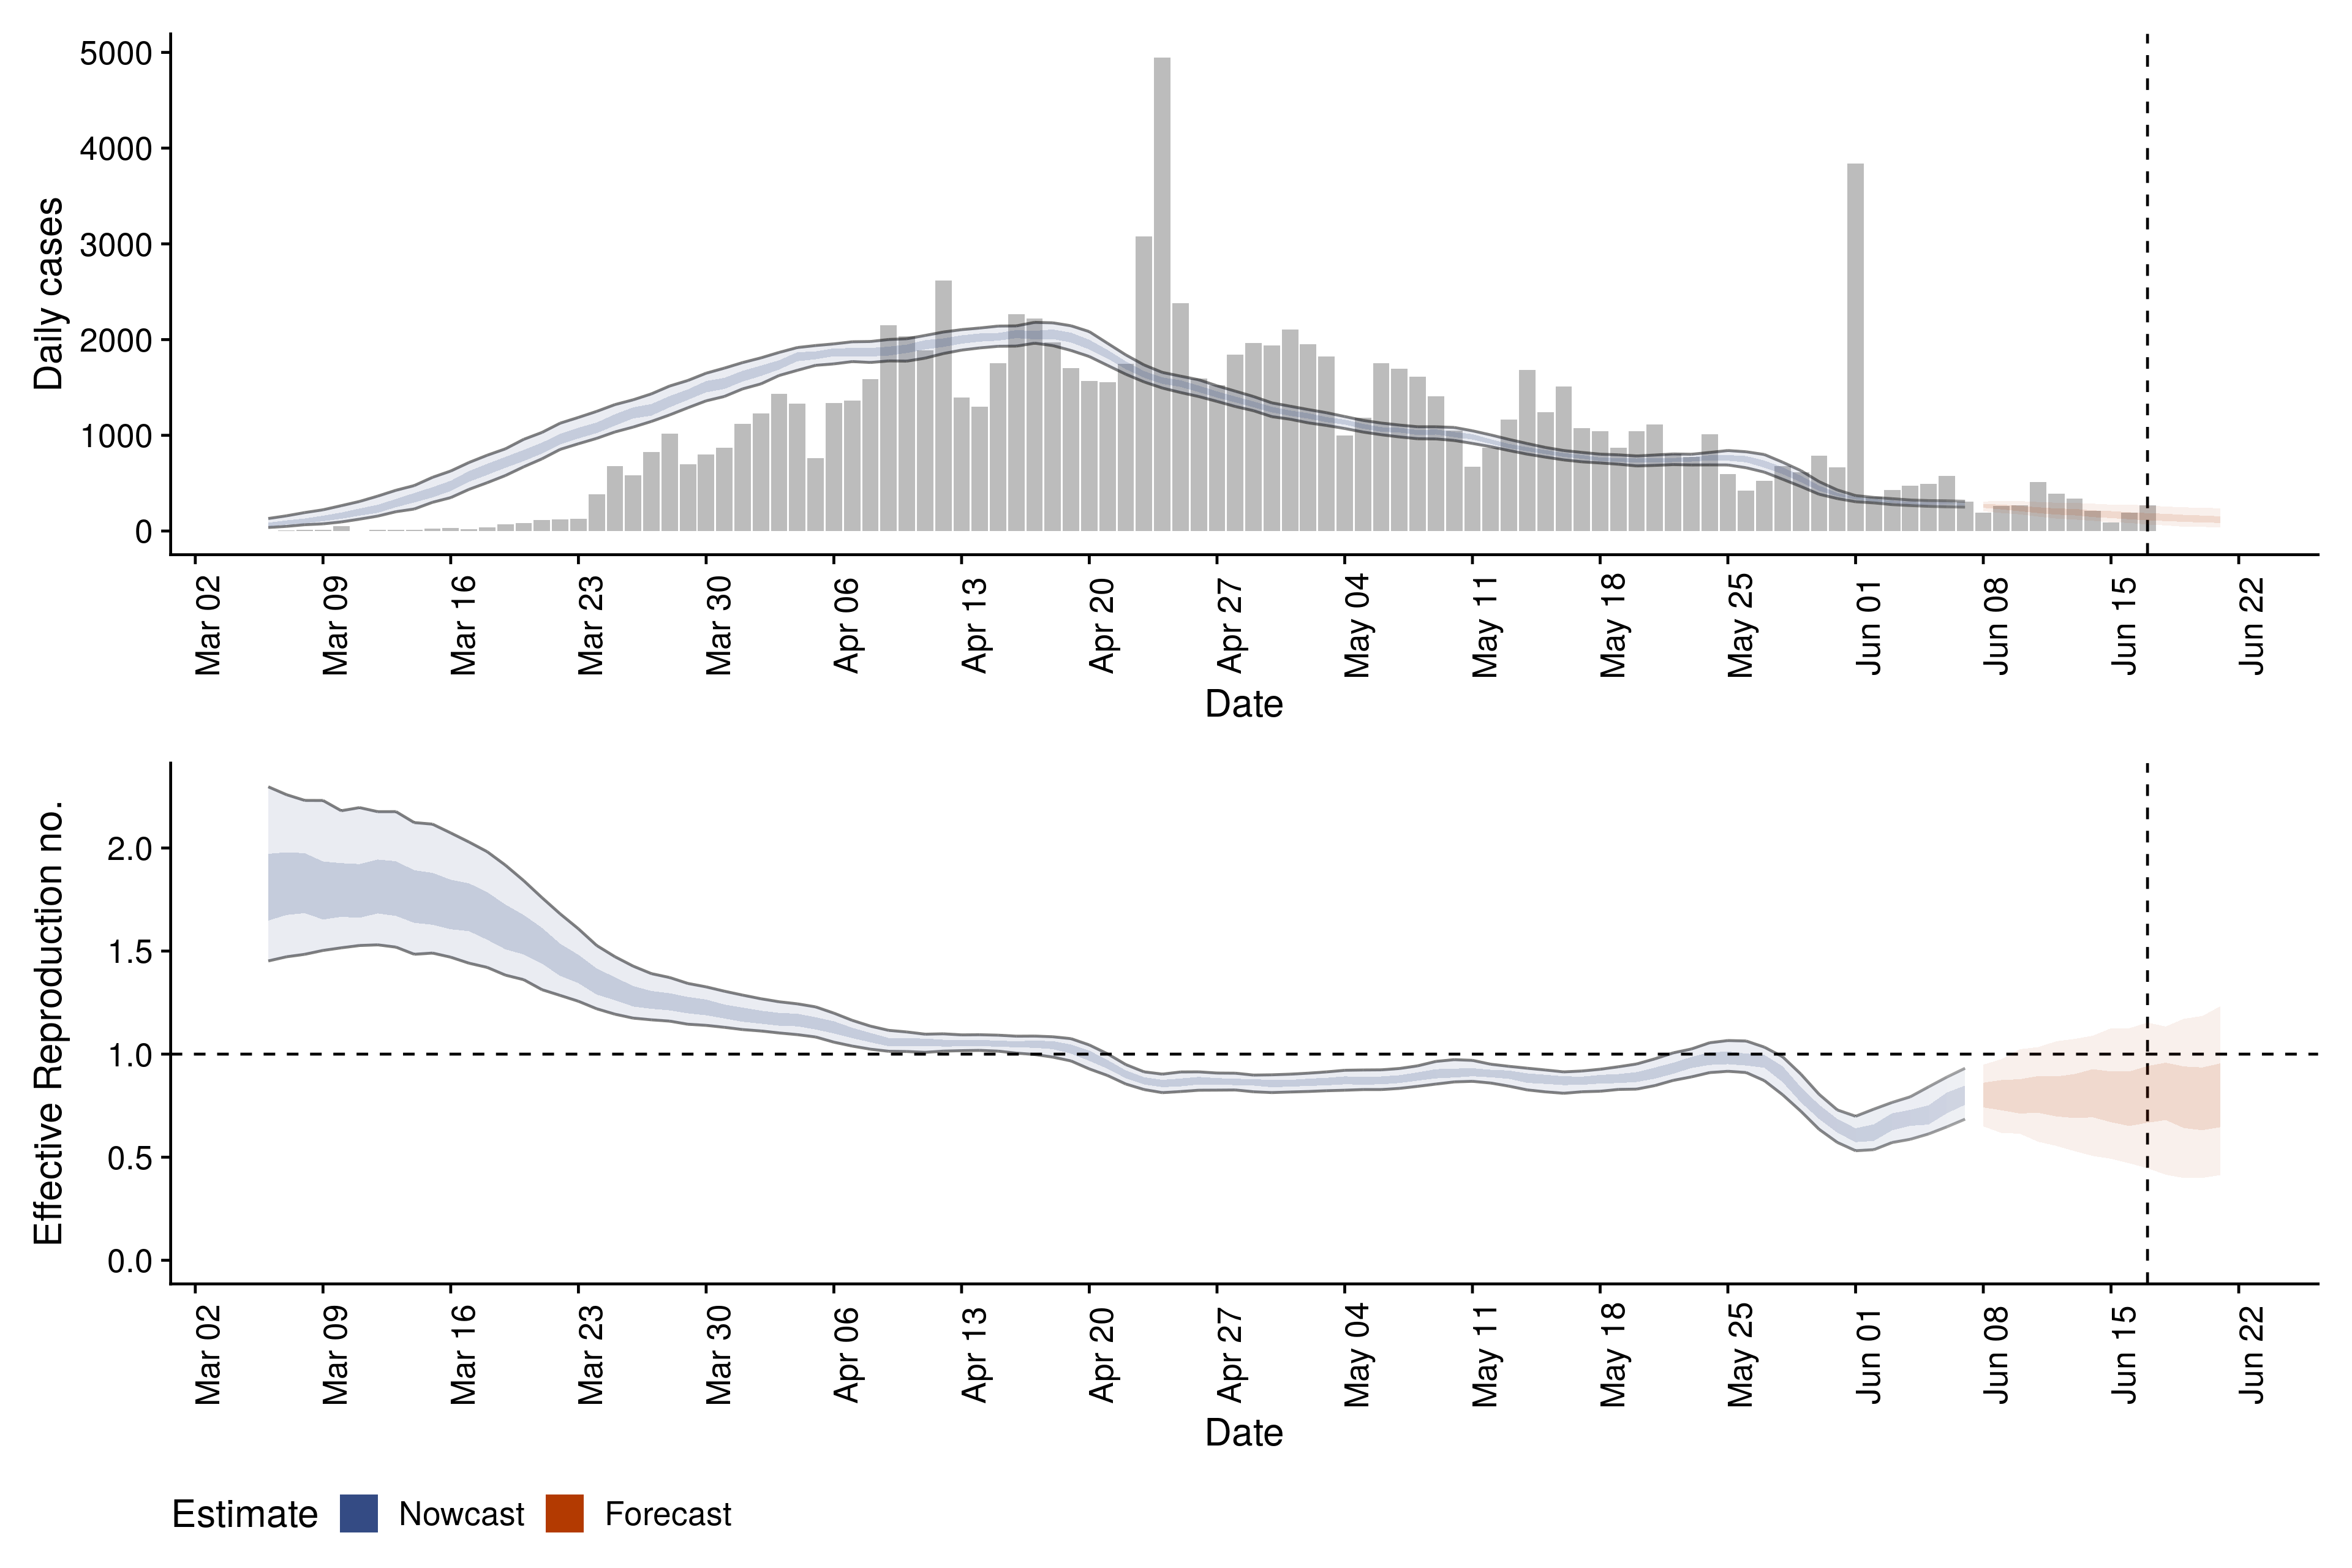 Daily cases
5000
4000
3000
2000
1000
0
Mar 02 Mar 09 Mar 16 Mar 23 Mar 30 Apr 06 Apr 13 Apr 20 Apr 27 May 04 May 11 May 18 May 25 Jun 01 Jun 08 Jun 15 Jun 22
Date
Effective Reproduction no.
2.0
1.5
1.0
0.5
0.0
Mar 02 Mar 09 Mar 16 Mar 23 Mar 30 Apr 06 Apr 13 Apr 20 Apr 27 May 04 May 11 May 18 May 25 Jun 01 Jun 08 Jun 15 Jun 22
Date
Estimate Nowcast Forecast